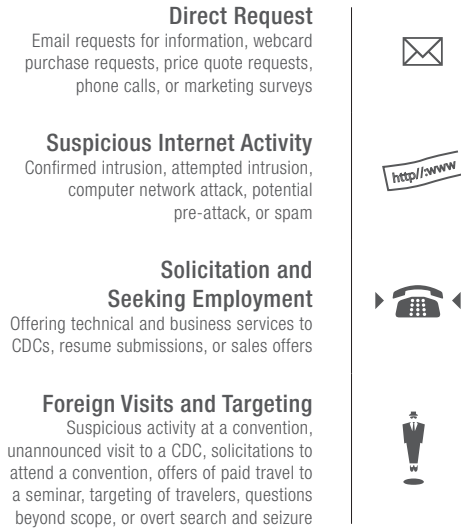 Direct Request
Email requests for information, webcard
purchase requests, price quote requests,
phone calls, or marketing surveys
Suspicious Internet Activity
Confirmed intrusion, attempted intrusion,
computer network attack, potential
pre-attack, or spam
http//:www
Solicitation and
Seeking Employment
Offering technical and business services to
CDCs, resume submissions, or sales offers
Foreign Visits and Targeting
Suspicious activity at a convention,
unannounced visit to a CDC, solicitations to
attend a convention, offers of paid travel to
a seminar, targeting of travelers, questions
beyond scope, or overt search and seizure